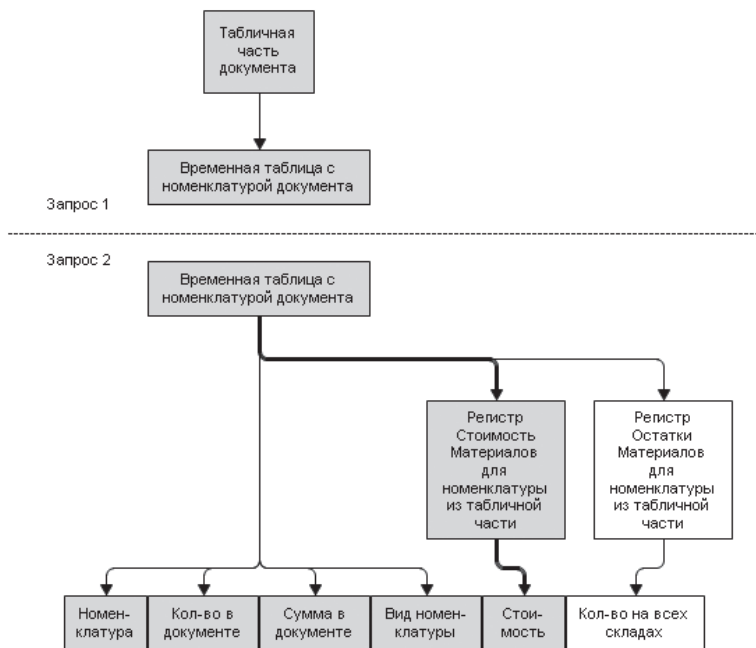 Табличная
часть
документа
Временная таблица с
номенклатурой документа
Запрос 1
Запрос 2
Временная таблица с
номенклатурой документа
Регистр
Стоимость
Материалов
для
номенклатуры
из табличной
части
Регистр
Остатки
Материалов
для
номенклатуры
из табличной
части
Номен-
клатура
Кол-во в
документе
Сумма в
документе
Вид номен-
клатуры
Стои-
мость
Кол-во на всех
складах